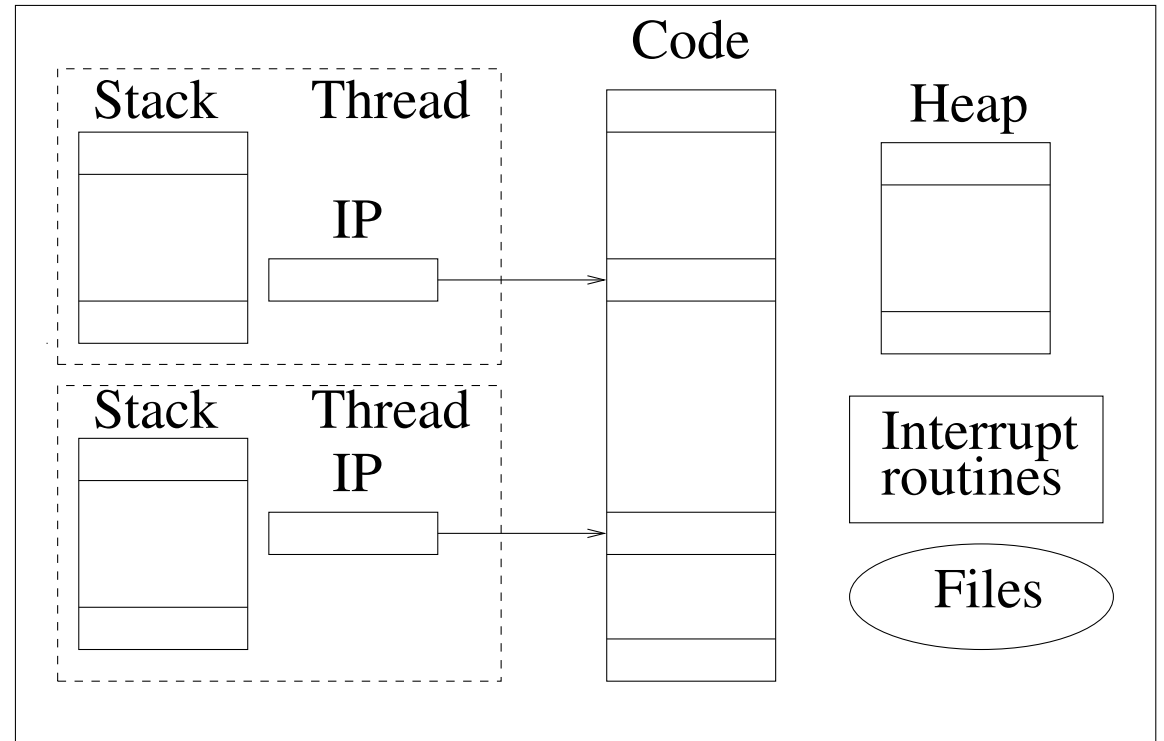 Code
Stack Thread
Heap
IP
Stack Thread
IP
Interrupt
routines
Files